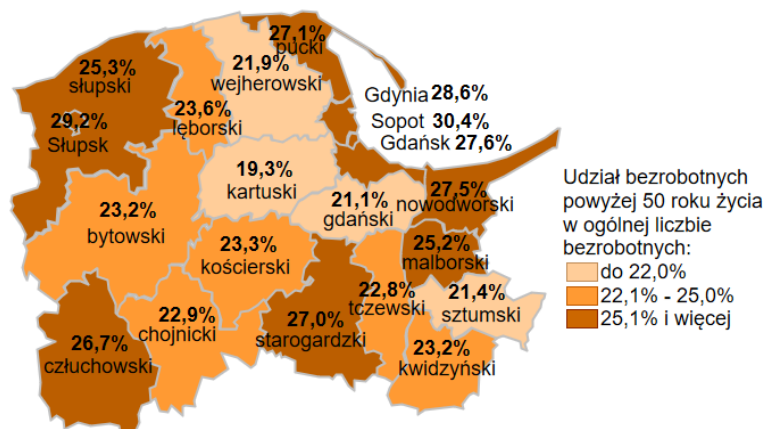 27,1%
pucki
25,3%
słupski
21,9%
wejherowski
Gdynia 28,6%
23,6%
lęborski
29,2%
Słupsk
Sopot 30,4%
Gdańsk 27,6%
19,3%
kartuski
21,1%
gdański
27,5%
nowodworski
23,2%
bytowski
23,3%
kościerski
25,2%
malborski
22,9%
chojnicki
27,0%
starogardzki
22,8%
tczewski
21,4%
sztumski
26,7%
człuchowski
23,2%
kwidzyński
Udział bezrobotnych
powyżej 50 roku życia
w ogólnej liczbie
bezrobotnych:
do 22,0%
22,1% - 25,0%
25,1% i więcej